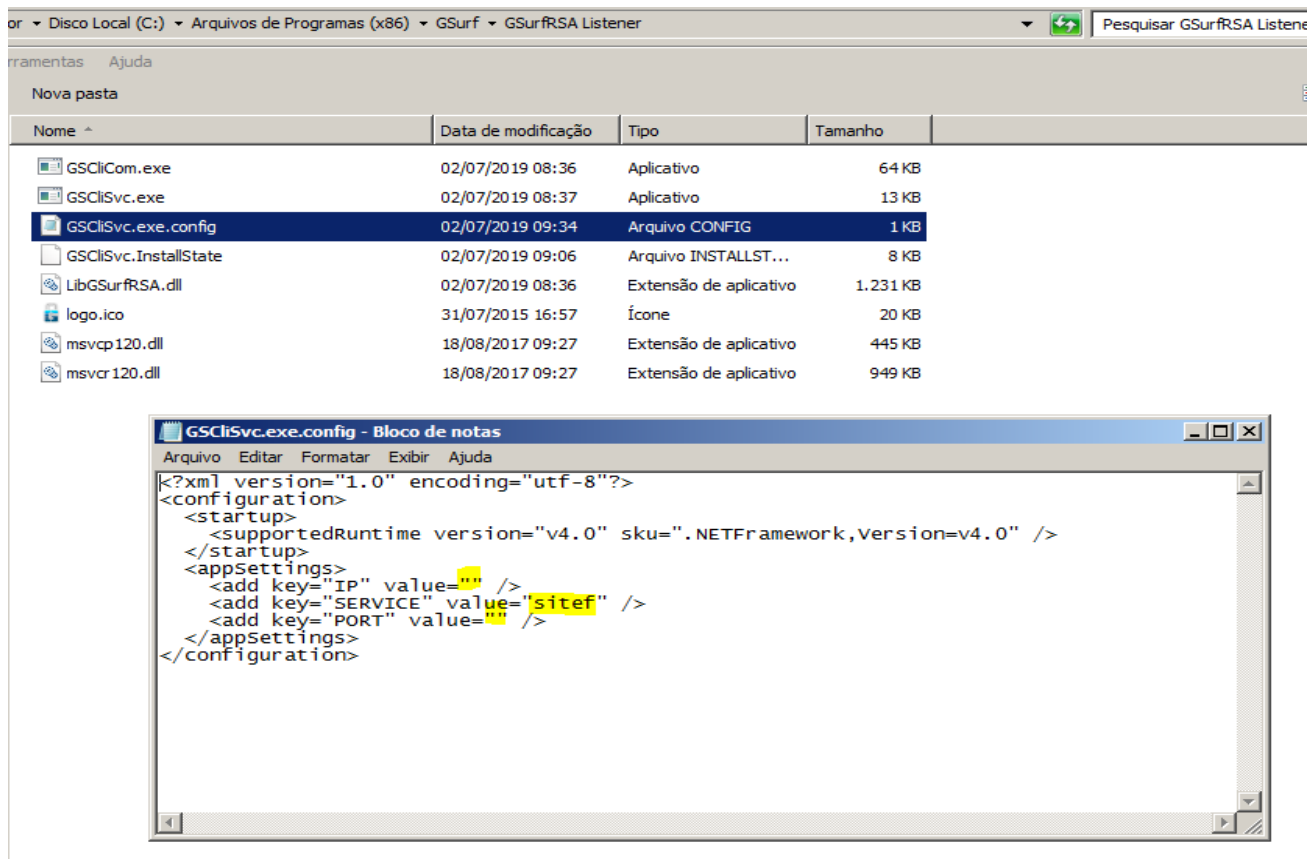 or ▾ Disco Local (C:) ▾ Arquivos de Programas (x86) ▾ GSurf ▾ GSurfRSA Listener Pesquisar GSurfRSA Listene
rramentas Ajuda
Nova pasta
Nome Data de modificação Tipo Tamanho
GSCliCom.exe 02/07/2019 08:36 Aplicativo 64 KB
GSCliSvc.exe 02/07/2019 08:37 Aplicativo 13 KB
GSCliSvc.exe.config 02/07/2019 09:34 Arquivo CONFIG 1 KB
GSCliSvc.InstallState 02/07/2019 09:06 Arquivo INSTALLST... 8 KB
LibGSurfRSA.dll 02/07/2019 08:36 Extensão de aplicativo 1.231 KB
logo.ico 31/07/2015 16:57 Ícone 20 KB
msvcp120.dll 18/08/2017 09:27 Extensão de aplicativo 445 KB
msvcr120.dll 18/08/2017 09:27 Extensão de aplicativo 949 KB
GSCliSvc.exe.config - Bloco de notas
Arquivo Editar Formatar Exibir Ajuda
<?xml version="1.0" encoding="utf-8"?>
<configuration>
  <startup>
    <supportedRuntime version="v4.0" sku=".NETFramework,Version=v4.0" />
  </startup>
  <appSettings>
    <add key="IP" value="" />
    <add key="SERVICE" value="sitef" />
    <add key="PORT" value="" />
  </appSettings>
</configuration>